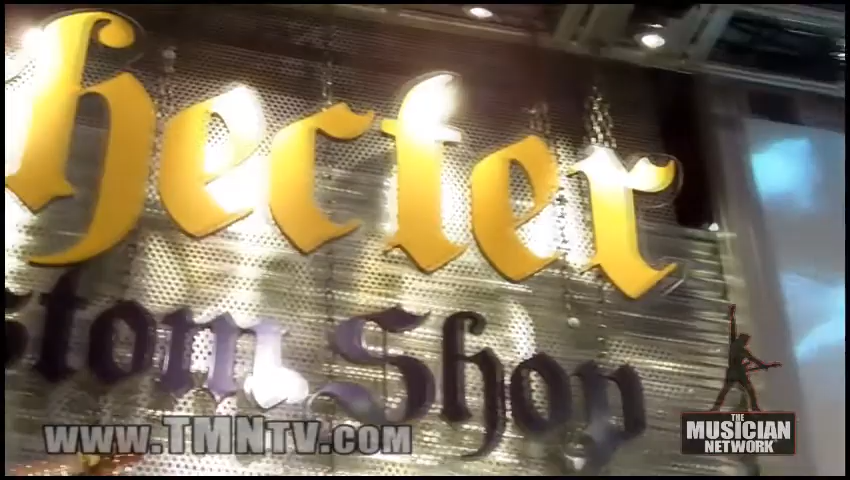 hecter
stom Shop
www.TMNTV.com
THE
MUSICIAN
NETWORK